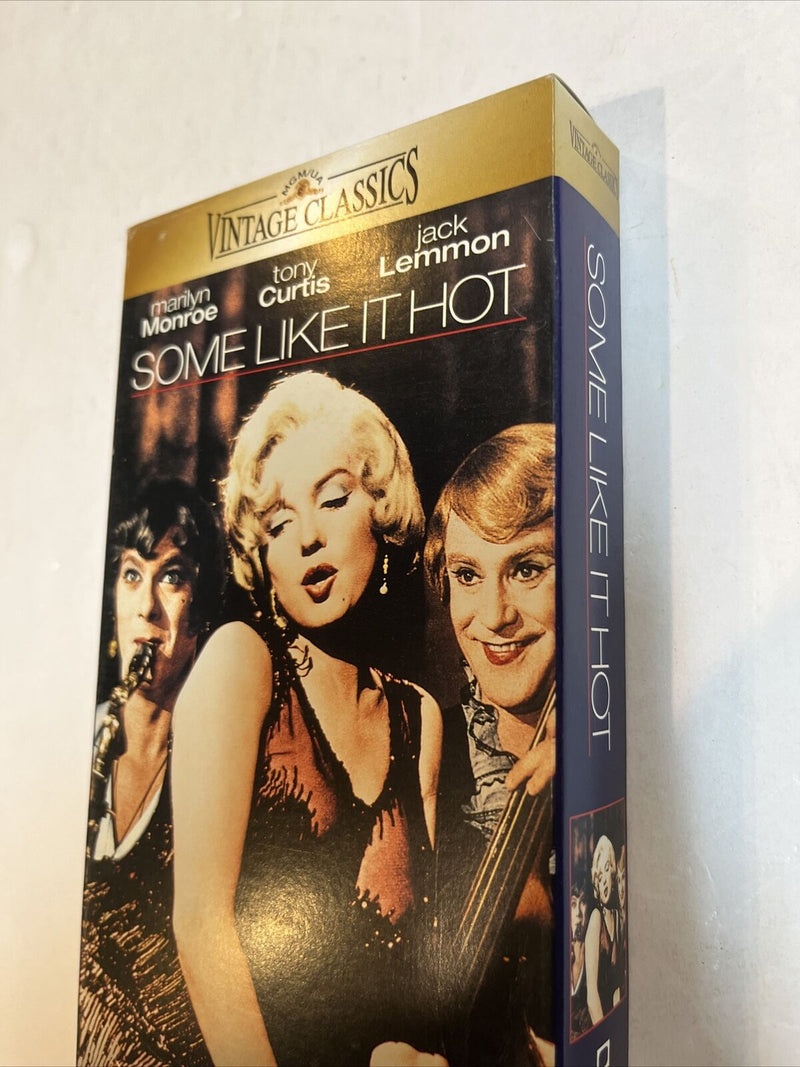 MGM/UA
VINTAGE CLASSICS
marilyn
Monroe
tony
Curtis
jack
Lemmon
SOME LIKE IT HOT
VINTAGE CLASSICS
SOME LIKE IT HOT